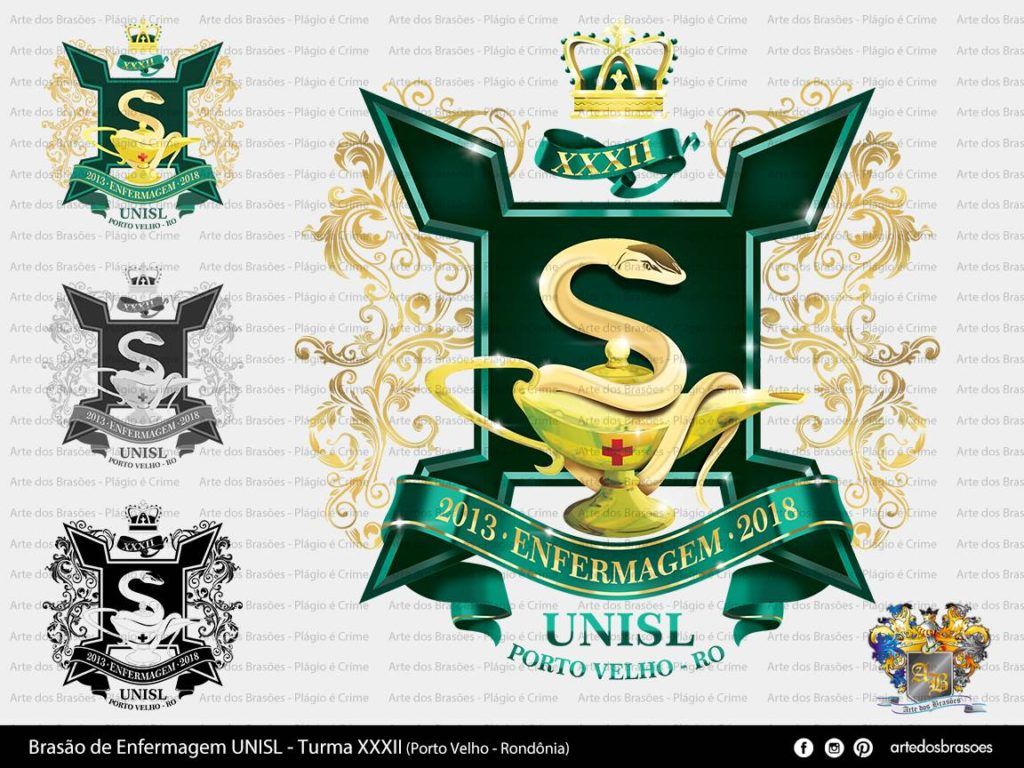 Arte dos Brasões - Plágio é Crime
XXXII
2013 · ENFERMAGEM · 2018
UNISL
PORTO VELHO - RO
XXXII
2013 · ENFERMAGEM · 2018
UNISL
PORTO VELHO - RO
XXXII
2013 · ENFERMAGEM · 2018
UNISL
PORTO VELHO - RO
XXXII
2013 · ENFERMAGEM · 2018
UNISL
PORTO VELHO - RO
AB
Arte dos Brasões
Brasão de Enfermagem UNISL - Turma XXXII (Porto Velho - Rondônia)
artedosbrasoes